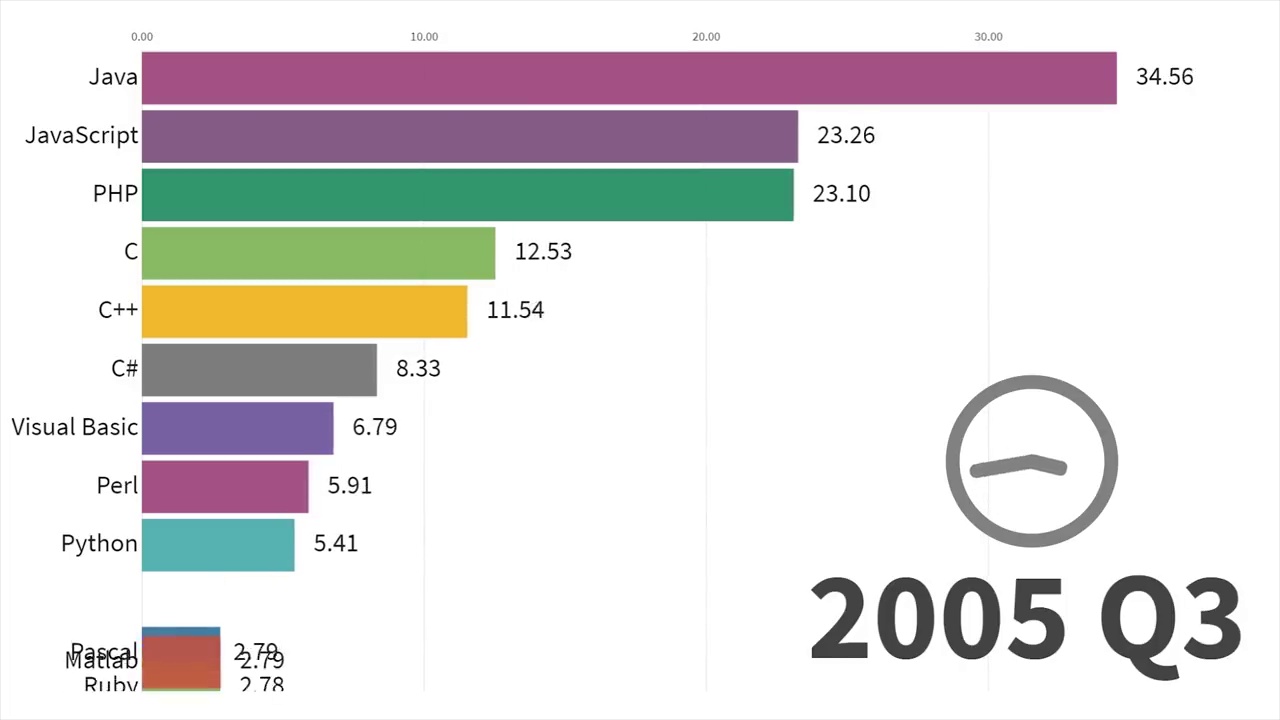 0.00 10.00 20.00 30.00
Java 34.56
JavaScript 23.26
PHP 23.10
C 12.53
C++ 11.54
C# 8.33
Visual Basic 6.79
Perl 5.91
Python 5.41
Pascal 2.79
Matlab 2.79
Ruby 2.78
2005 Q3